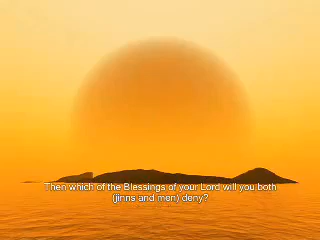 Then which of the Blessings of your Lord will you both
(jinns and men) deny?